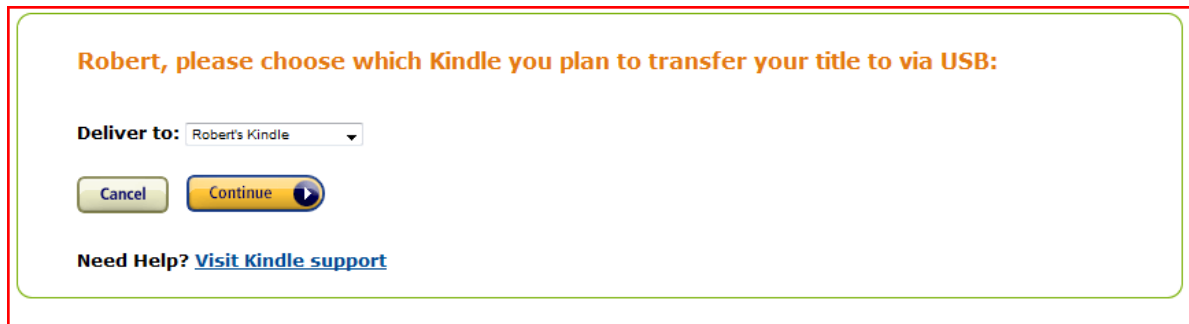 Robert, please choose which Kindle you plan to transfer your title to via USB:
Deliver to: Robert's Kindle
Cancel Continue
Need Help? Visit Kindle support